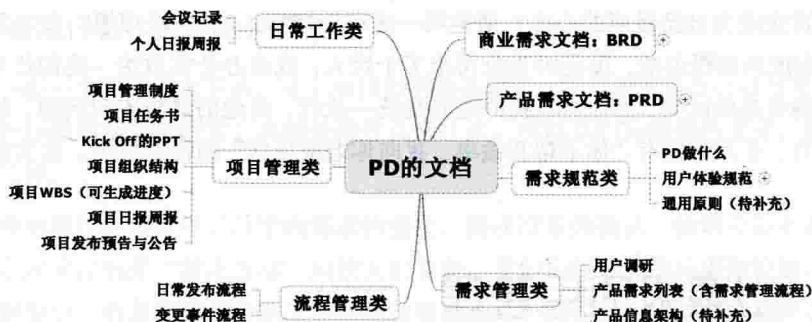 会议记录
个人日报周报
日常工作类
项目管理制度
项目任务书
Kick Off的PPT
项目组织结构
项目WBS（可生成进度）
项目日报周报
项目发布预告与公告
项目管理类
日常发布流程
变更事件流程
流程管理类
PD的文档
商业需求文档：BRD
产品需求文档：PRD
需求规范类
PD做什么
用户体验规范
通用原则（待补充）
需求管理类
用户调研
产品需求列表（含需求管理流程）
产品信息架构（待补充）